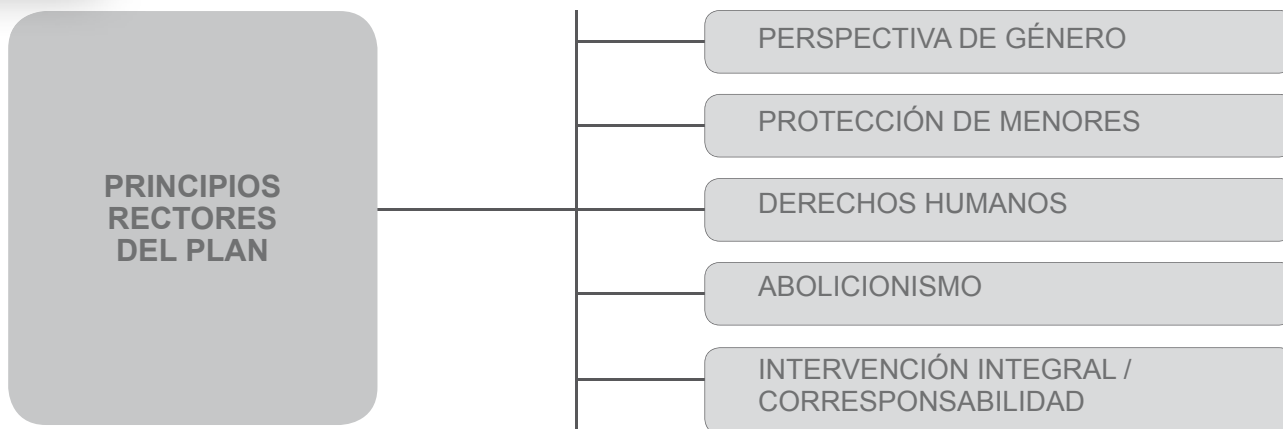 PRINCIPIOS
RECTORES
DEL PLAN
PERSPECTIVA DE GÉNERO
PROTECCIÓN DE MENORES
DERECHOS HUMANOS
ABOLICIONISMO
INTERVENCIÓN INTEGRAL /
CORRESPONSABILIDAD